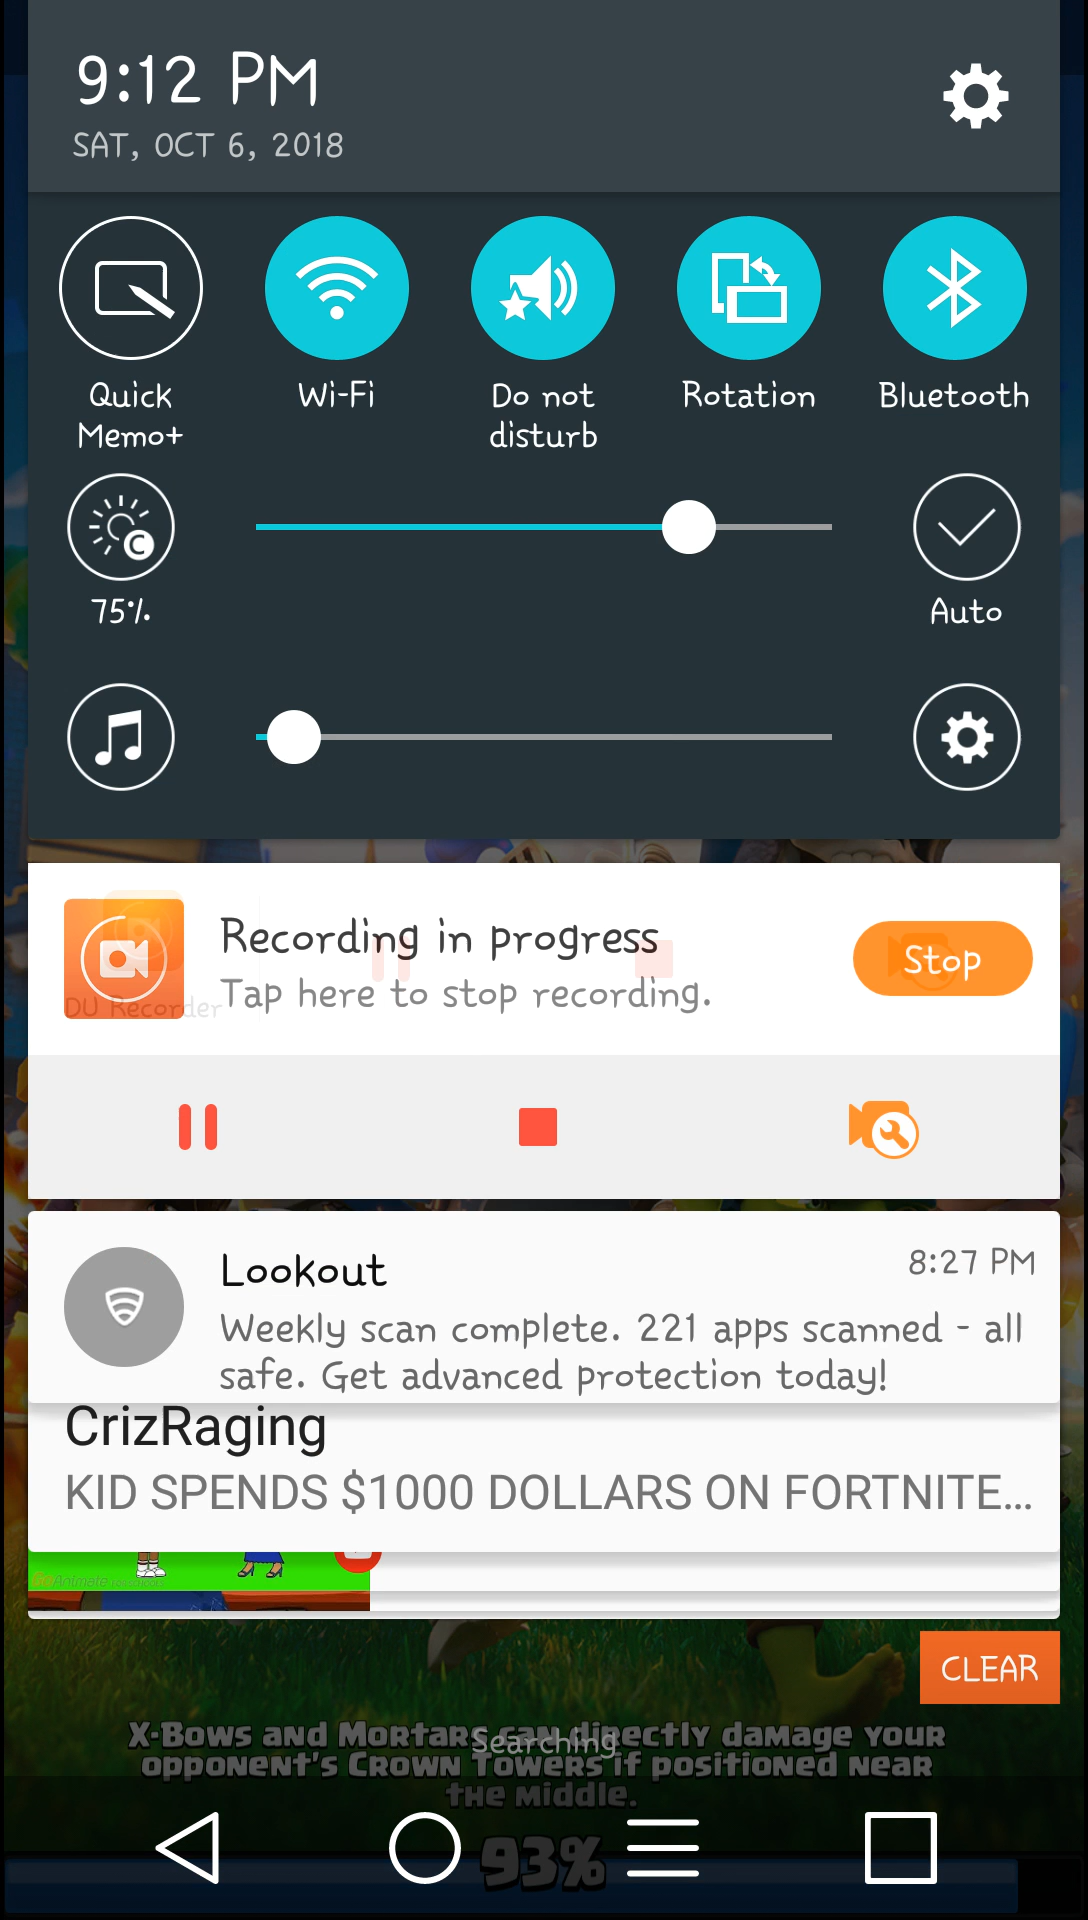 9:12 PM
SAT, OCT 6, 2018
Quick Memo+
Wi-Fi
Do not disturb
Rotation
Bluetooth
75%
Auto
Recording in progress
Stop
DU Recorder
Tap here to stop recording.
Lookout
8:27 PM
Weekly scan complete. 221 apps scanned - all
safe. Get advanced protection today!
CrizRaging
KID SPENDS $1000 DOLLARS ON FORTNITE...
GoAnimate
CLEAR
X-Bows and Mortars can directly damage your
Searching
opponent's Crown Towers if positioned near
the middle.
93%